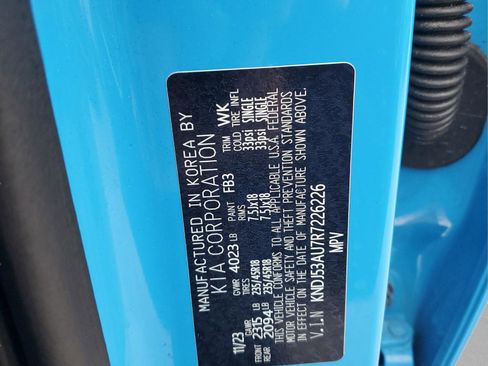 MANUFACTURED IN KOREA BY
KIA CORPORATION
11/23 GVWR 4023 LB PAINT FB3 TRIM WK
GAWR TIRES RIMS COLD TIRE INFL
FRONT 2315 LB 235/45R18 7.5Jx18 33psi SINGLE
REAR 2094 LB 235/45R18 7.5Jx18 33psi SINGLE
THIS VEHICLE CONFORMS TO ALL APPLICABLE U.S.A. FEDERAL
MOTOR VEHICLE SAFETY AND THEFT PREVENTION STANDARDS
IN EFFECT ON THE DATE OF MANUFACTURE SHOWN ABOVE.
V.I.N KNDJ53AU7R7226226
MPV